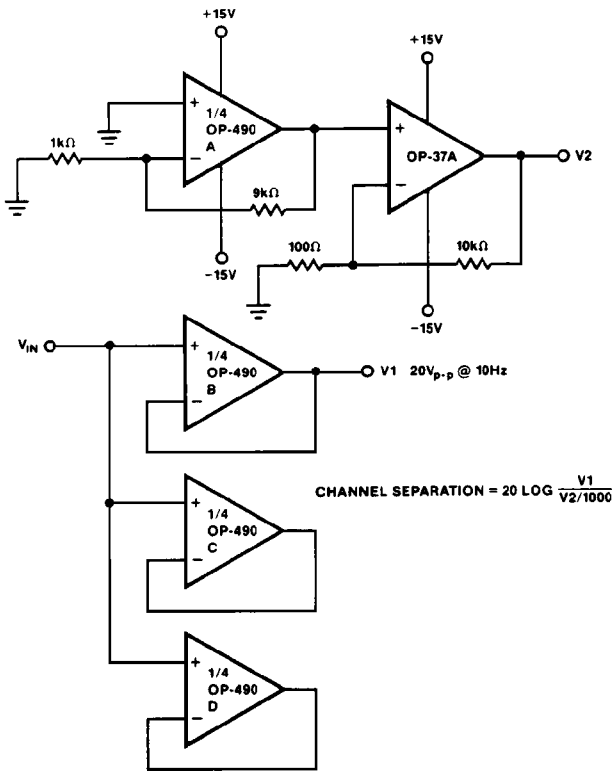 +15V
+15V
+
1/4
OP-490
A
−
1kΩ
9kΩ
−15V
+
OP-37A
−
V2
100Ω
10kΩ
−15V
VIN
+
1/4
OP-490
B
−
V1 20Vp-p @ 10Hz
CHANNEL SEPARATION = 20 LOG V1
V2/1000
+
1/4
OP-490
C
−
+
1/4
OP-490
D
−